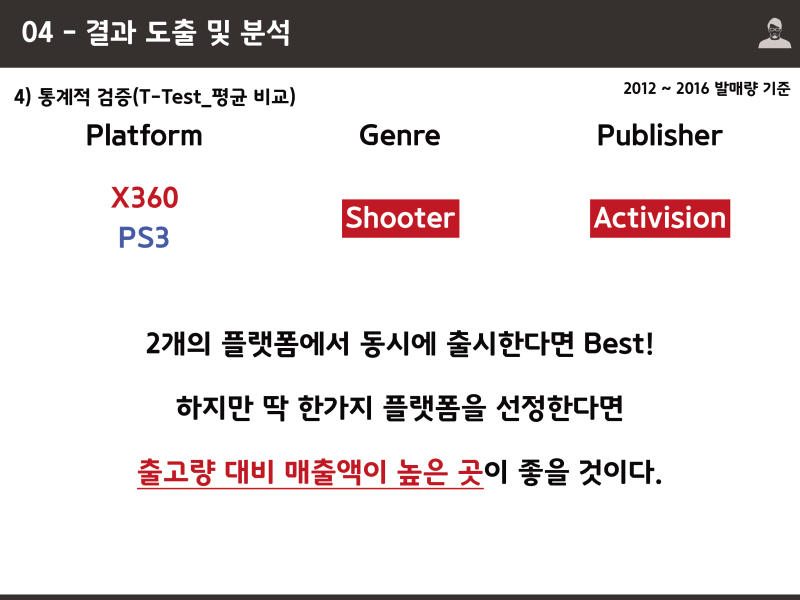 04 - 결과 도출 및 분석
4) 통계적 검증(T-Test_평균 비교)
2012 ~ 2016 발매량 기준
Platform
Genre
Publisher
X360
PS3
Shooter
Activision
2개의 플랫폼에서 동시에 출시한다면 Best!
하지만 딱 한가지 플랫폼을 선정한다면
출고량 대비 매출액이 높은 곳이 좋을 것이다.